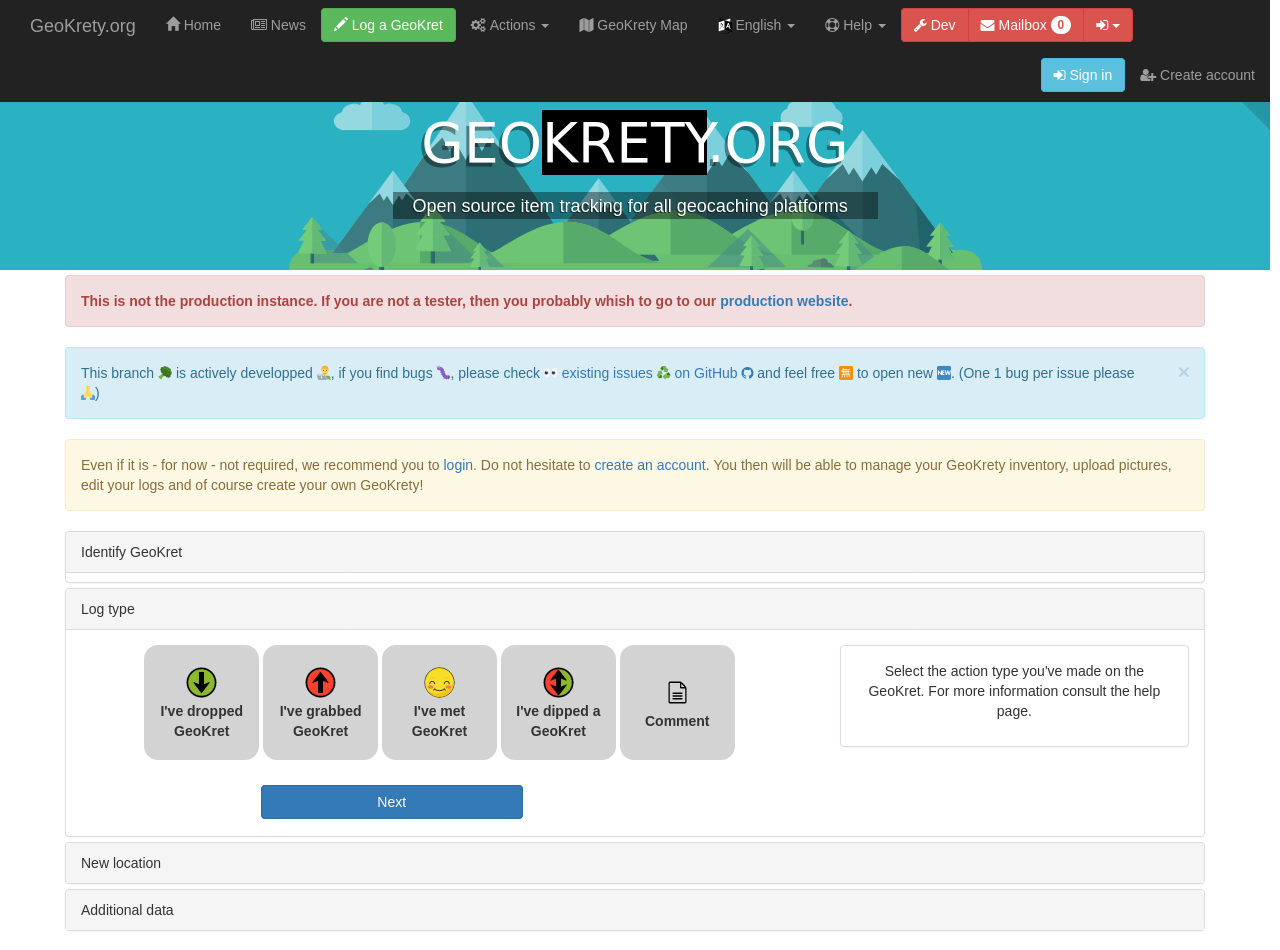 GeoKrety.org Home News Log a GeoKret Actions GeoKrety Map English Help Dev Mailbox 0
Sign in Create account
GEOKRETY.ORG
Open source item tracking for all geocaching platforms
This is not the production instance. If you are not a tester, then you probably whish to go to our production website.
This branch 🌳 is actively developped 👨‍🔬, if you find bugs 🐛, please check 👀 existing issues ♻ on GitHub and feel free 🈚 to open new 🆕. (One 1 bug per issue please
🙏)
×
Even if it is - for now - not required, we recommend you to login. Do not hesitate to create an account. You then will be able to manage your GeoKrety inventory, upload pictures,
edit your logs and of course create your own GeoKrety!
Identify GeoKret
Log type
I've dropped
GeoKret
I've grabbed
GeoKret
I've met
GeoKret
I've dipped a
GeoKret
Comment
Select the action type you've made on the
GeoKret. For more information consult the help
page.
Next
New location
Additional data